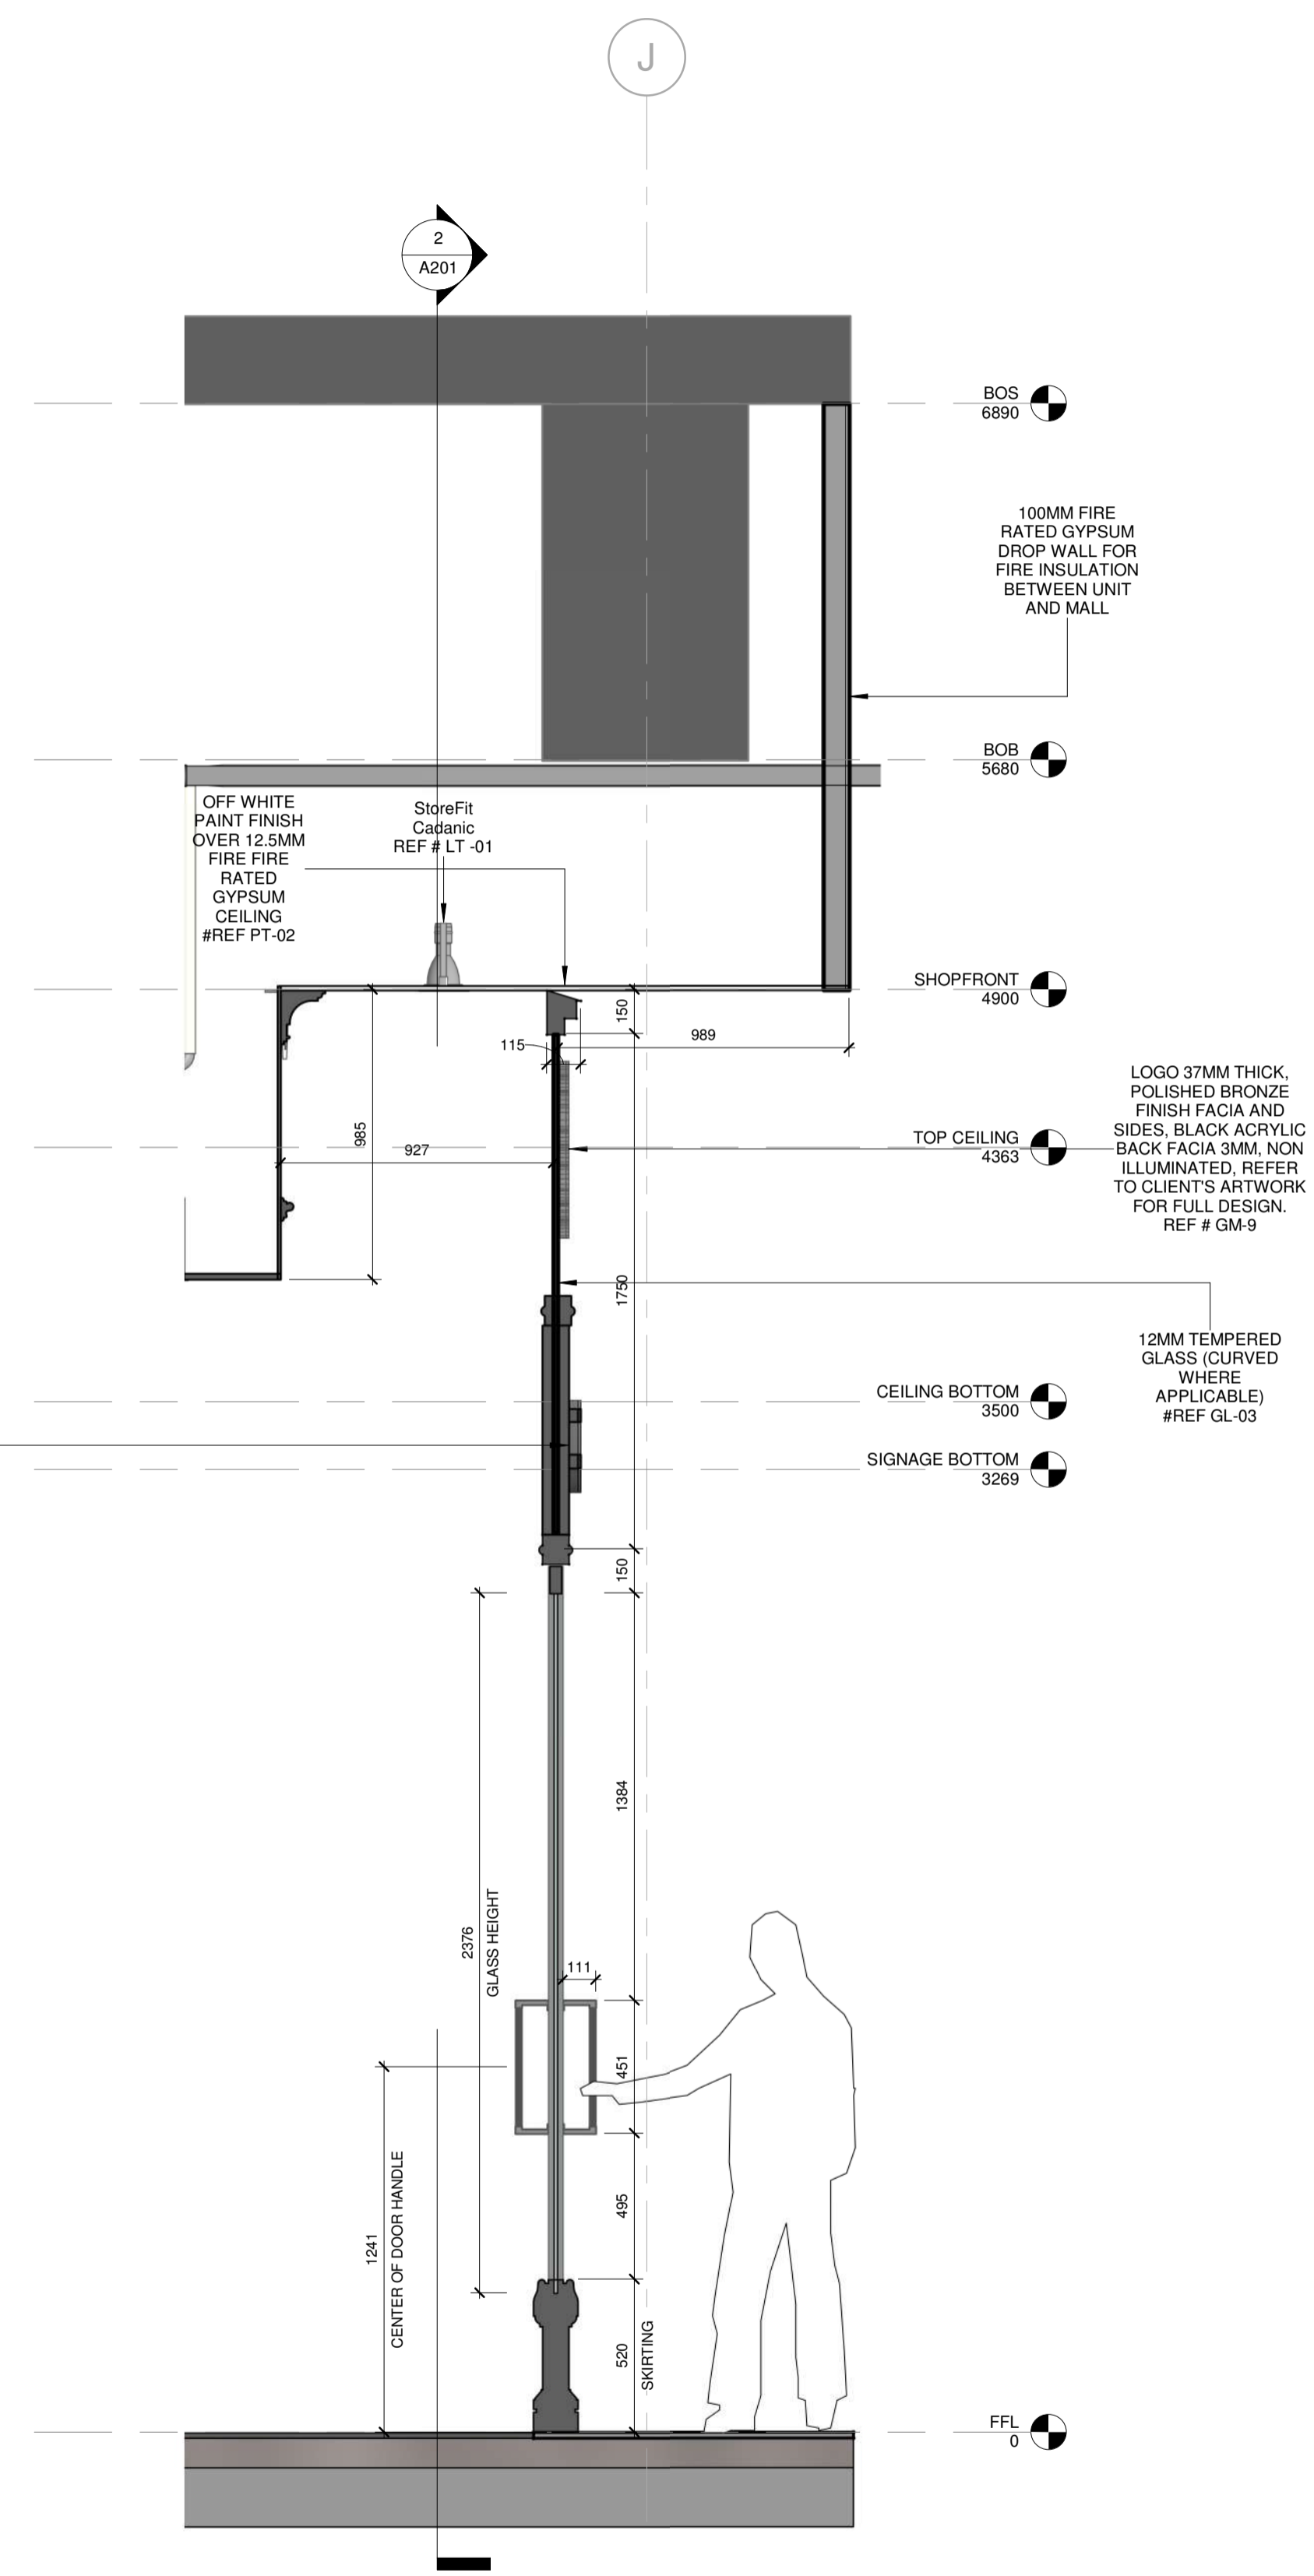 J
2
A201
BOS
6890
100MM FIRE
RATED GYPSUM
DROP WALL FOR
FIRE INSULATION
BETWEEN UNIT
AND MALL
BOB
5680
OFF WHITE
PAINT FINISH
OVER 12.5MM
FIRE FIRE
RATED
GYPSUM
CEILING
#REF PT-02
StoreFit
Cadanic
REF # LT -01
SHOPFRONT
4900
150
989
115
LOGO 37MM THICK,
POLISHED BRONZE
FINISH FACIA AND
SIDES, BLACK ACRYLIC
BACK FACIA 3MM, NON
ILLUMINATED, REFER
TO CLIENT'S ARTWORK
FOR FULL DESIGN.
REF # GM-9
985
927
TOP CEILING
4363
1750
12MM TEMPERED
GLASS (CURVED
WHERE
APPLICABLE)
#REF GL-03
CEILING BOTTOM
3500
SIGNAGE BOTTOM
3269
150
1384
2376
GLASS HEIGHT
111
451
1241
CENTER OF DOOR HANDLE
495
520
SKIRTING
FFL
0